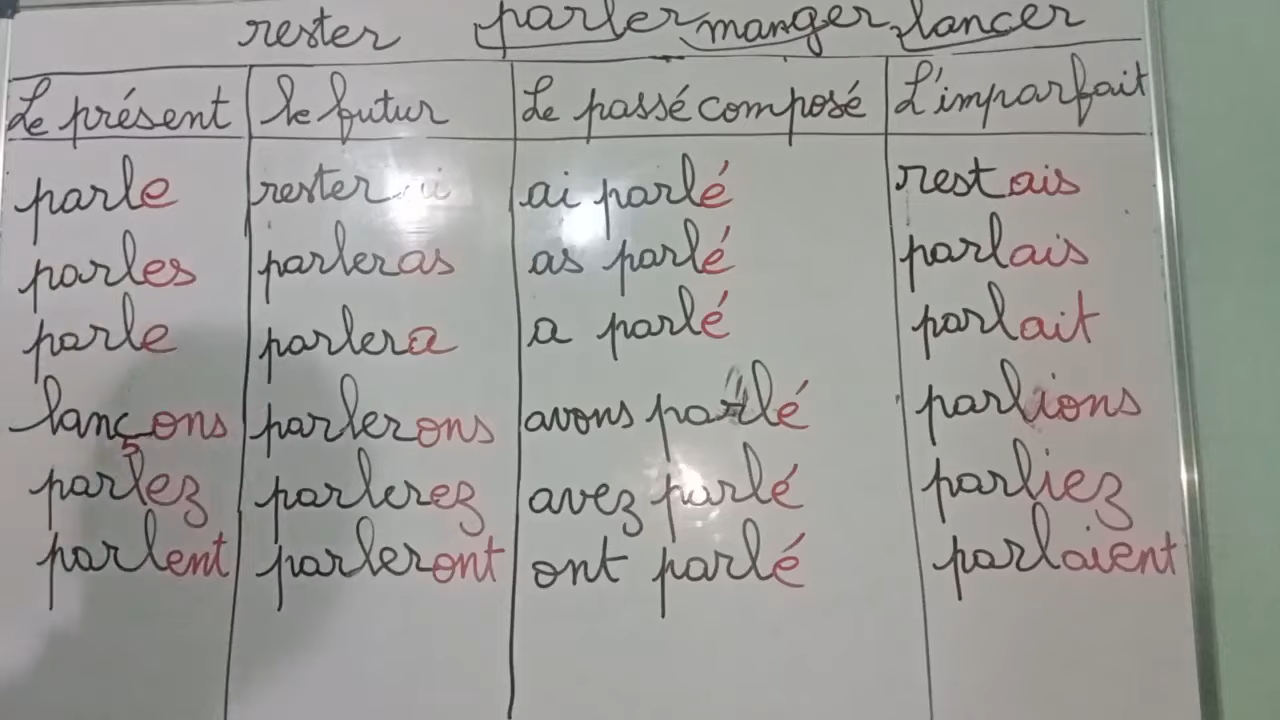 rester parler, manger, lancer
Le présent le futur Le passé composé L'imparfait
parle resterai ai parlé restais
parles parleras as parlé parlais
parle parlera a parlé parlait
lançons parlerons avons parlé parlions
parlez parlerez avez parlé parliez
parlent parleront ont parlé parlaient